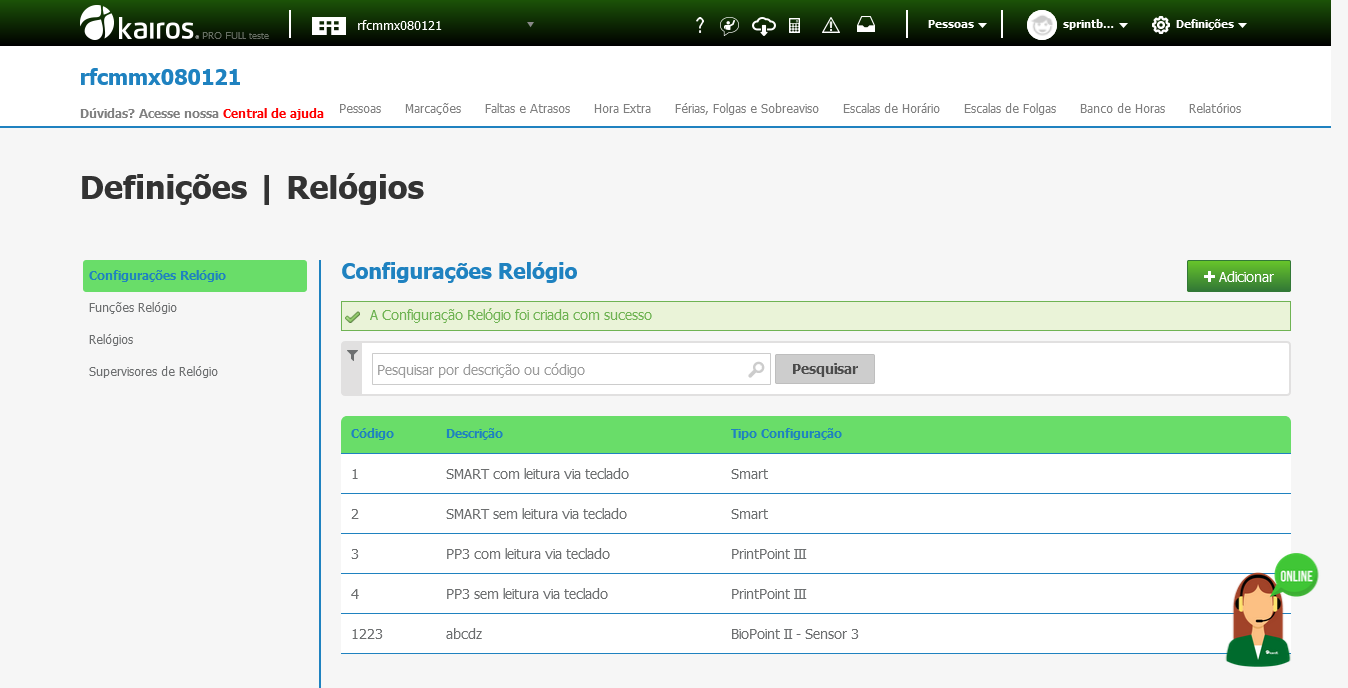 kairos. PRO FULL teste
rfcmmx080121
?
Pessoas
sprintb...
Definições
rfcmmx080121
Dúvidas? Acesse nossa Central de ajuda
Pessoas Marcações Faltas e Atrasos Hora Extra Férias, Folgas e Sobreaviso Escalas de Horário Escalas de Folgas Banco de Horas Relatórios
Definições | Relógios
Configurações Relógio
Funções Relógio
Relógios
Supervisores de Relógio
Configurações Relógio
+ Adicionar
A Configuração Relógio foi criada com sucesso
Pesquisar por descrição ou código
Pesquisar
Código Descrição Tipo Configuração
1 SMART com leitura via teclado Smart
2 SMART sem leitura via teclado Smart
3 PP3 com leitura via teclado PrintPoint III
4 PP3 sem leitura via teclado PrintPoint III
1223 abcdz BioPoint II - Sensor 3
ONLINE